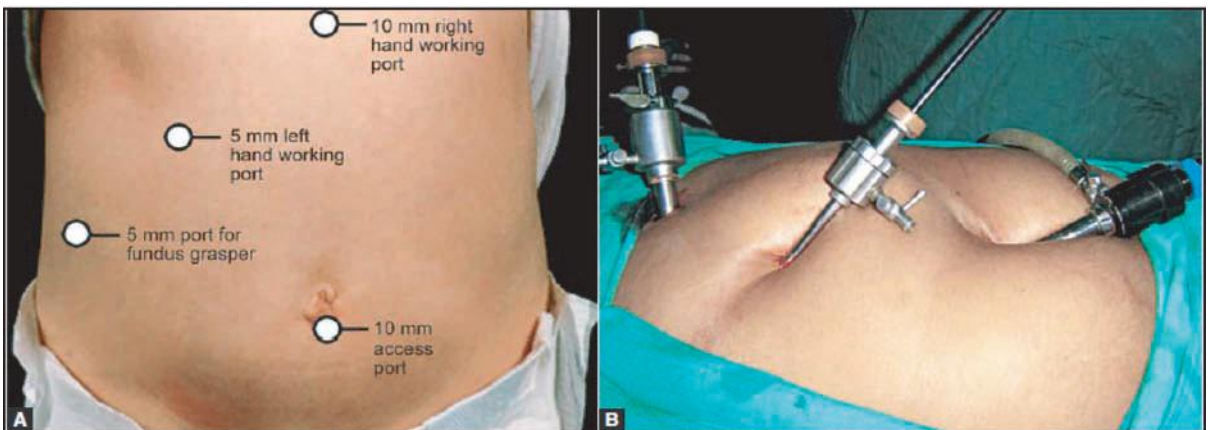 10 mm right
hand working
port
5 mm left
hand working
port
5 mm port for
fundus grasper
10 mm
access
port
A
B